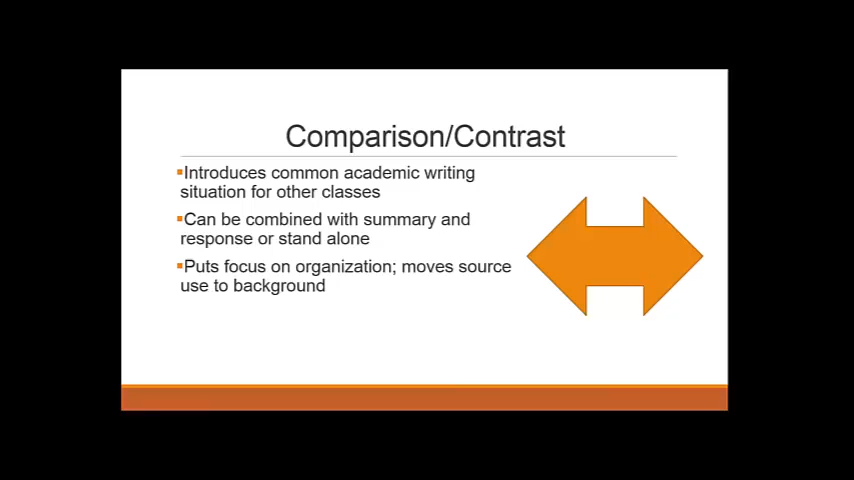 Comparison/Contrast
Introduces common academic writing
situation for other classes
Can be combined with summary and
response or stand alone
Puts focus on organization; moves source
use to background